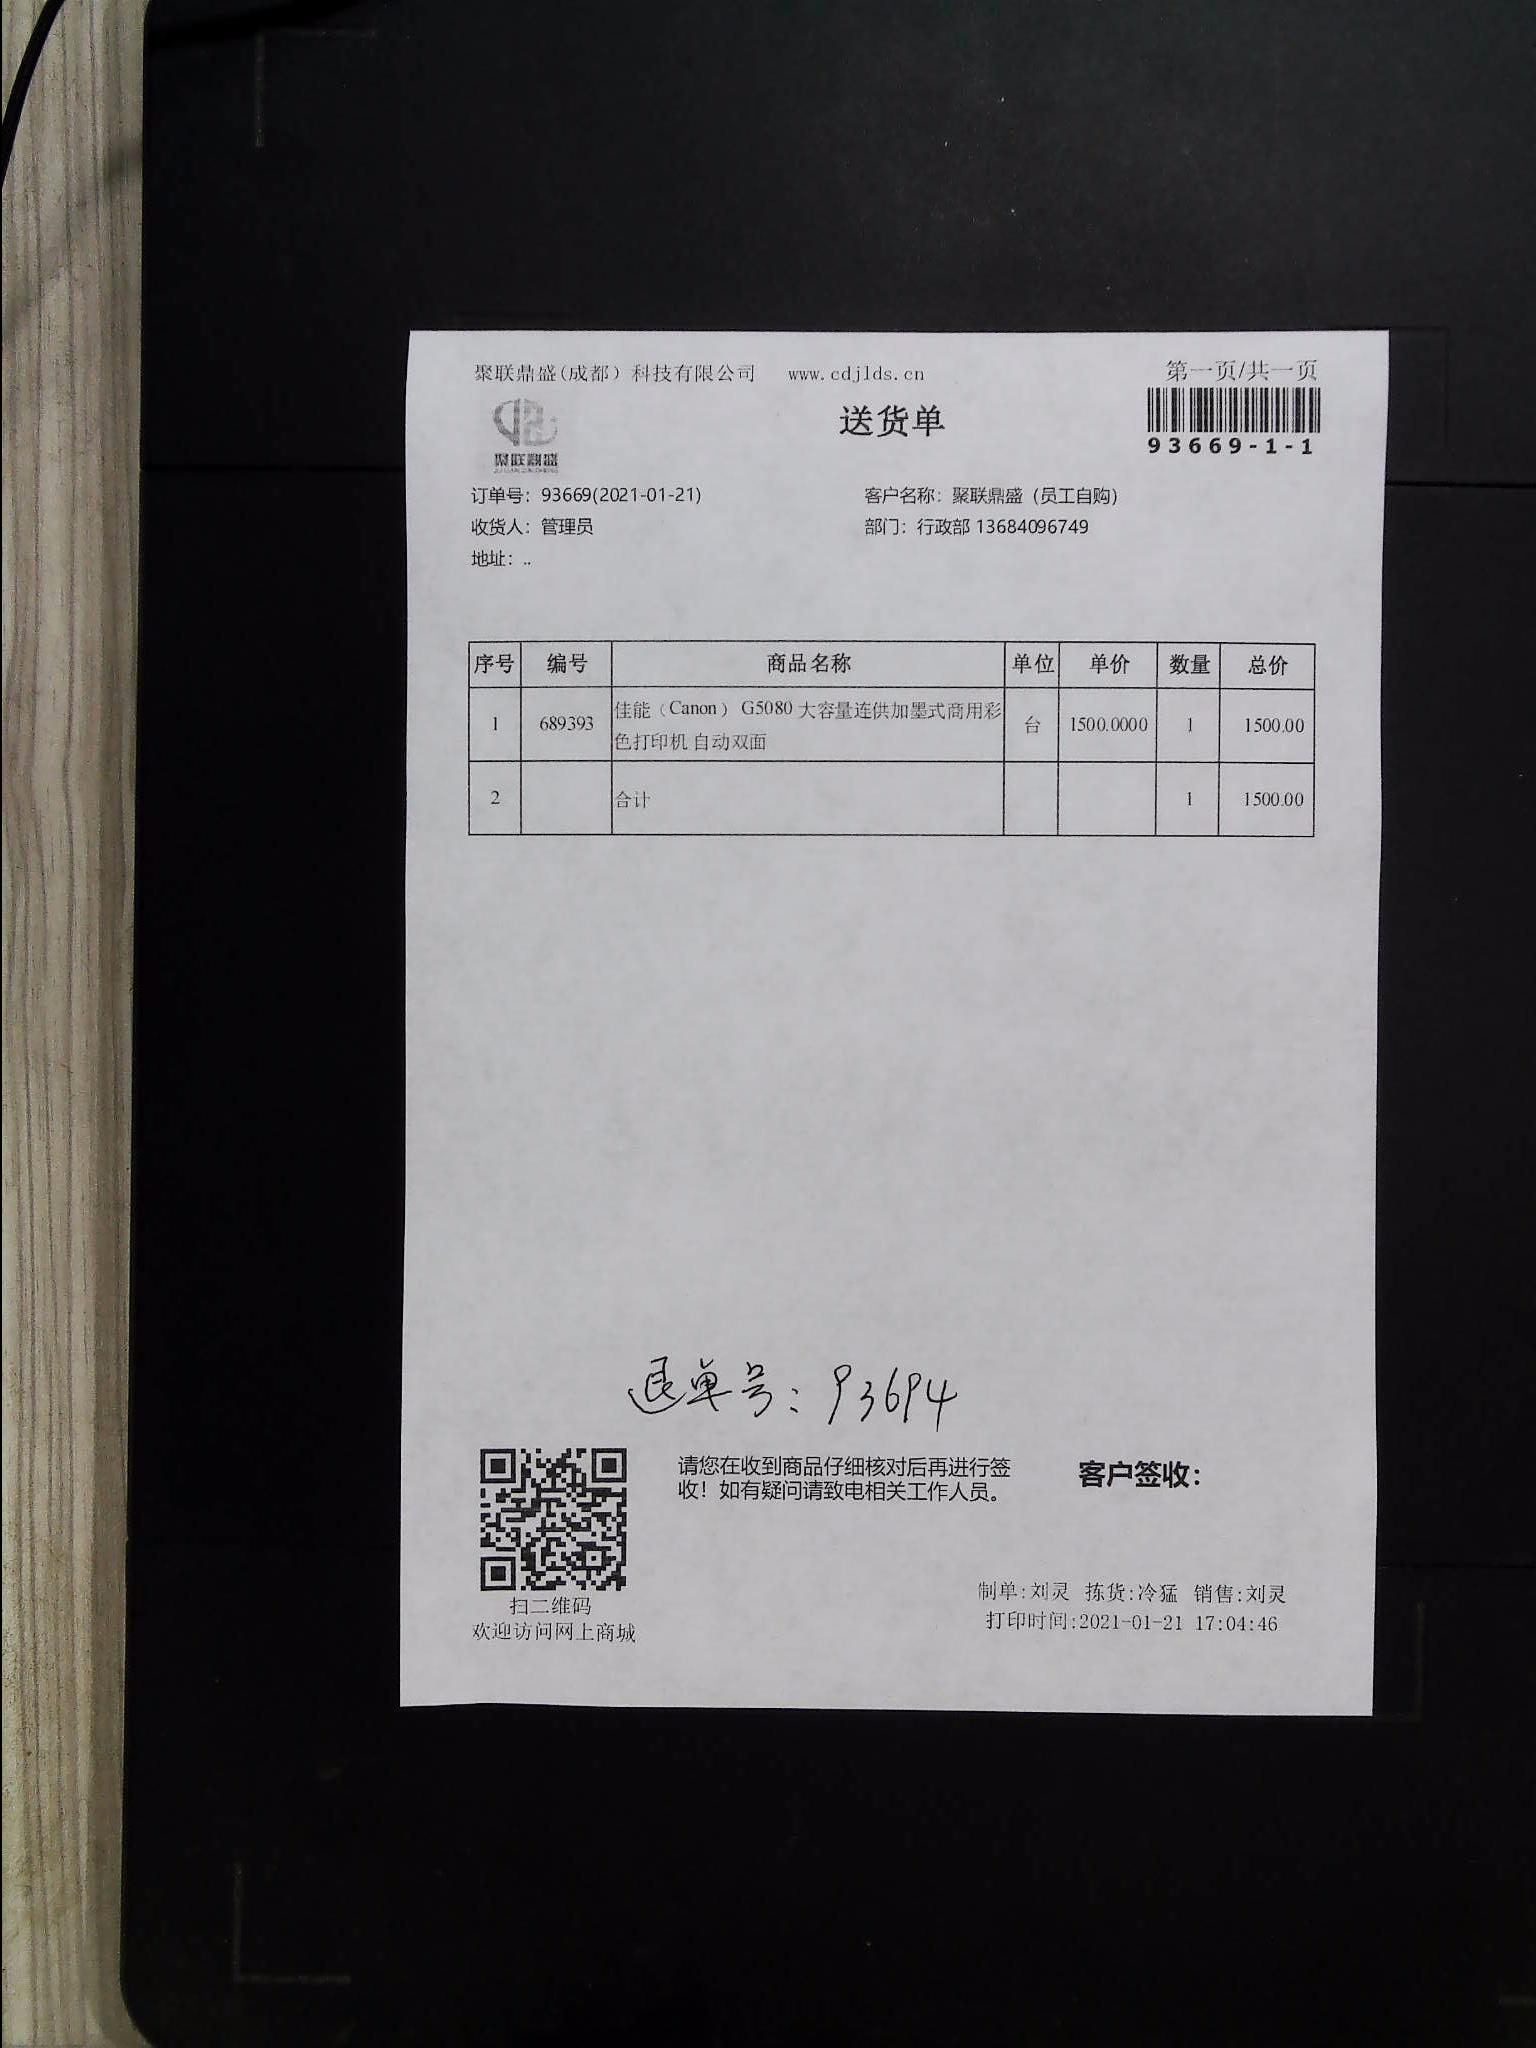 聚联鼎盛(成都)科技有限公司 www.cdjlds.cn 第一页/共一页
聚联鼎盛
送货单
93669-1-1
订单号：93669(2021-01-21) 客户名称：聚联鼎盛（员工自购）
收货人：管理员 部门：行政部 13684096749
地址：..
序号 编号 商品名称 单位 单价 数量 总价
1 689393 佳能（Canon） G5080 大容量连供加墨式商用彩 台 1500.0000 1 1500.00
色打印机 自动双面
2 合计 1 1500.00
退单号：93694
请您在收到商品仔细核对后再进行签
收！如有疑问请致电相关工作人员。
客户签收：
扫二维码
欢迎访问网上商城
制单:刘灵 拣货:冷猛 销售:刘灵
打印时间:2021-01-21 17:04:46